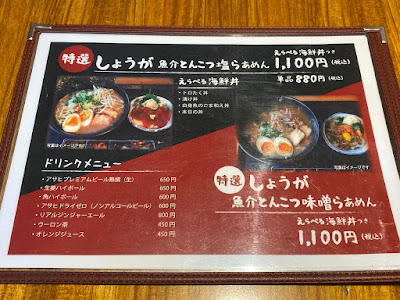 特選 しょうが 魚介とんこつ塩らあめん えらべる海鮮丼つき 1,100円(税込)
えらべる海鮮丼 単品880円(税込)
・トロたく丼
・漬け丼
・白身魚のごま和え丼
・本日の丼
写真はイメージです
ドリンクメニュー
・アサヒプレミアムビール熟撰(生) 650円
・生姜ハイボール 650円
・角ハイボール 600円
・アサヒドライゼロ(ノンアルコールビール) 600円
・リアルジンジャーエール 800円
・ウーロン茶 450円
・オレンジジュース 450円
写真はイメージです
特選 しょうが
魚介とんこつ味噌らあめん
えらべる海鮮丼つき
1,100円(税込)